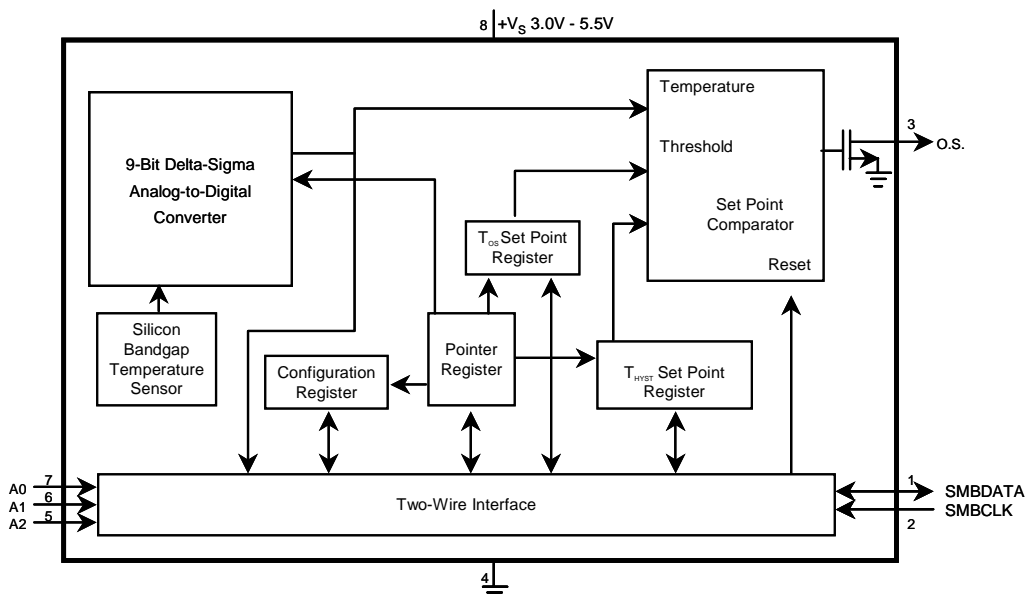 8 +VS 3.0V - 5.5V
Temperature
3
O.S.
Threshold
9-Bit Delta-Sigma
Analog-to-Digital
Converter
Set Point
Comparator
TOS Set Point
Register
Reset
Silicon
Bandgap
Temperature
Sensor
Configuration
Register
Pointer
Register
THYST Set Point
Register
A0 7
A1 6
A2 5
Two-Wire Interface
1 SMBDATA
SMBCLK
2
4